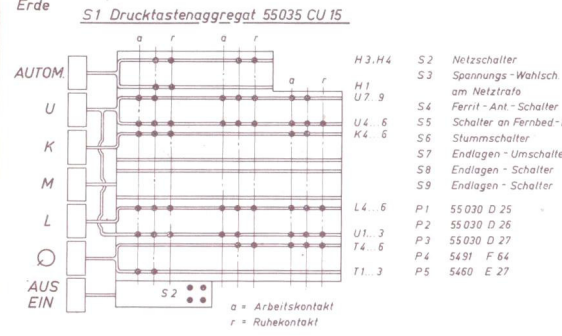 Erde
S1 Drucktastenaggregat 55035 CU 15
a r a r
a r
AUTOM.
U
K
M
L
AUS
EIN
H3,H4
H1
U7...9
U4...6
K4...6
L4...6
U1...3
T4...6
T1...3
S2
a = Arbeitskontakt
r = Ruhekontakt
S2 Netzschalter
S3 Spannungs-Wahlsch.
am Netztrafo
S4 Ferrit-Ant.-Schalter
S5 Schalter an Fernbed.-
S6 Stummschalter
S7 Endlagen-Umschalte
S8 Endlagen-Schalter
S9 Endlagen-Schalter
P1 55030 D 25
P2 55030 D 26
P3 55030 D 27
P4 5491 F 64
P5 5460 E 27